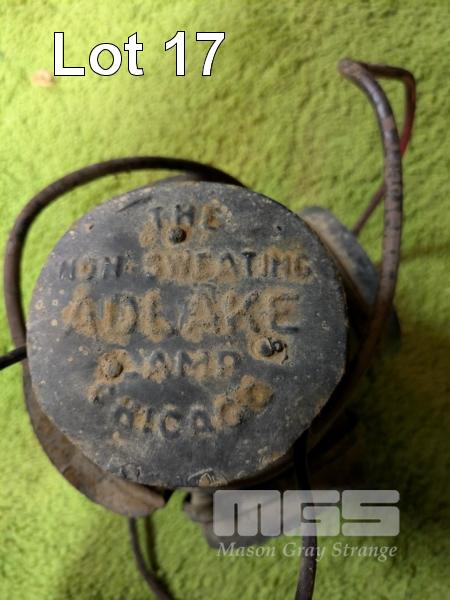 Lot 17
THE
NON-SWEATING
ADLAKE
LAMP
CHICAGO
MGS
Mason Gray Strange